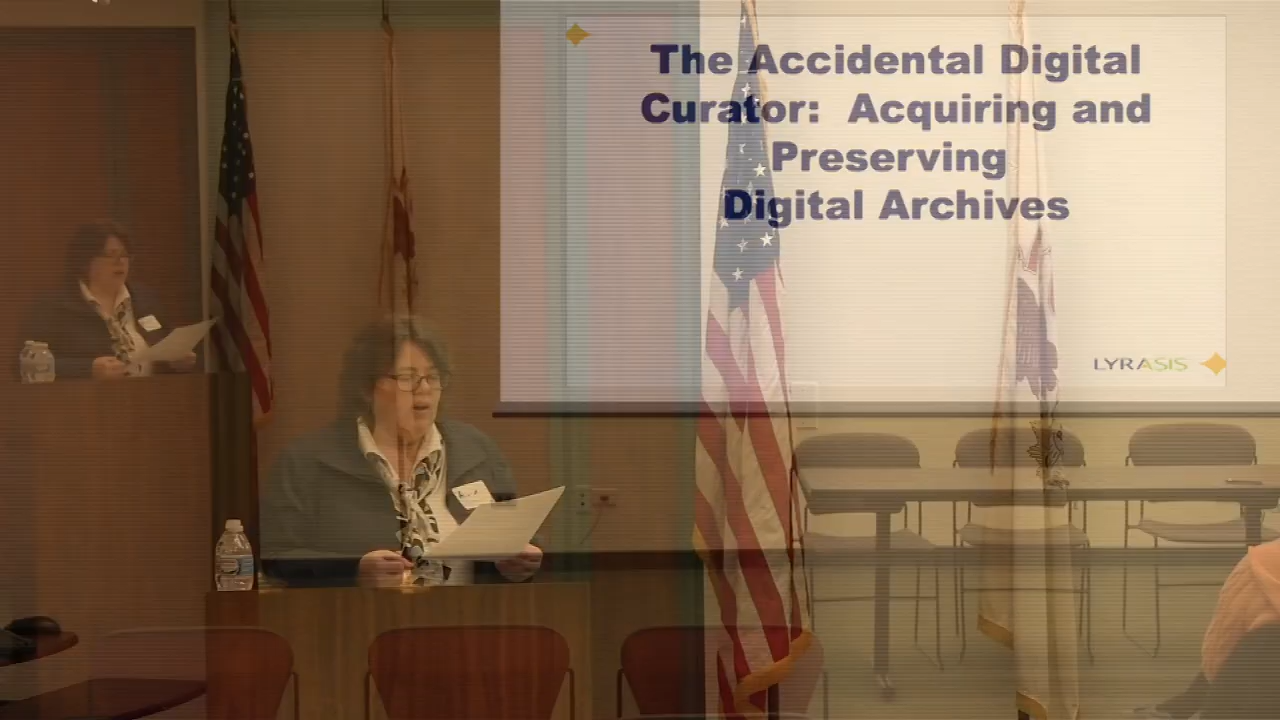 The Accidental Digital
Curator: Acquiring and
Preserving
Digital Archives
LYRASIS